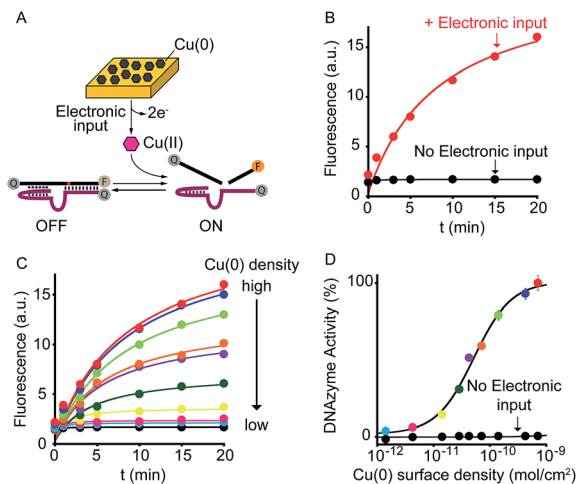 A
Cu(0)
Electronic
input
2e-
Cu(II)
Q
F
Q
OFF
Q
F
Q
ON
B
+ Electronic input
No Electronic input
Fluorescence (a.u.)
15
10
5
0
0 5 10 15 20
t (min)
C
Cu(0) density
high
low
Fluorescence (a.u.)
15
10
5
0
0 5 10 15 20
t (min)
D
DNAzyme Activity (%)
100
0
No Electronic
input
10-12 10-11 10-10 10-9
Cu(0) surface density (mol/cm2)